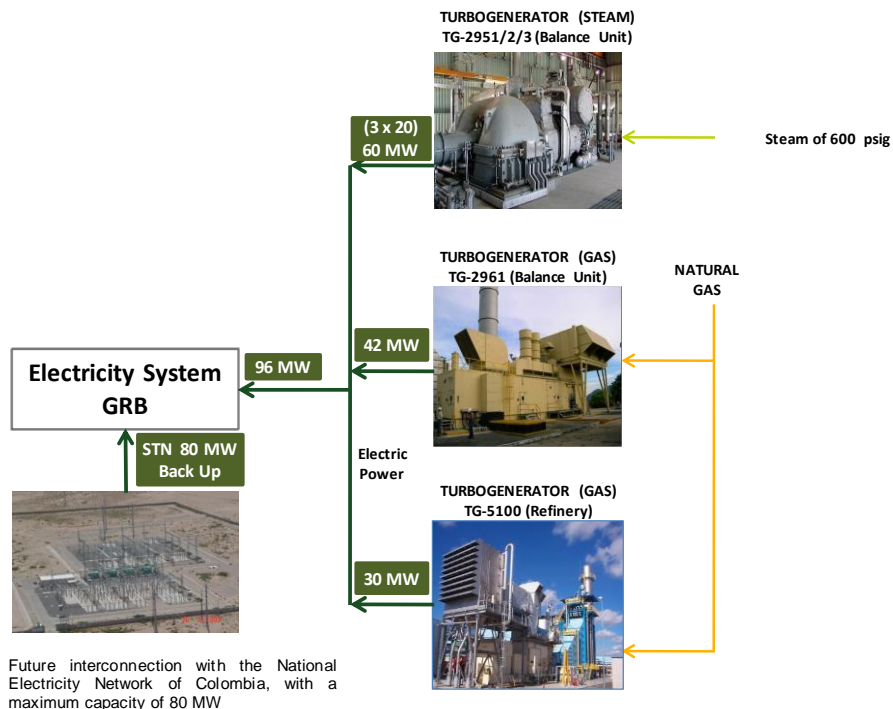 TURBOGENERATOR (STEAM)
TG-2951/2/3 (Balance Unit)
(3 x 20)
60 MW
Steam of 600 psig
TURBOGENERATOR (GAS)
TG-2961 (Balance Unit)
NATURAL
GAS
42 MW
96 MW
Electricity System
GRB
STN 80 MW
Back Up
Electric
Power
TURBOGENERATOR (GAS)
TG-5100 (Refinery)
30 MW
Future interconnection with the National
Electricity Network of Colombia, with a
maximum capacity of 80 MW